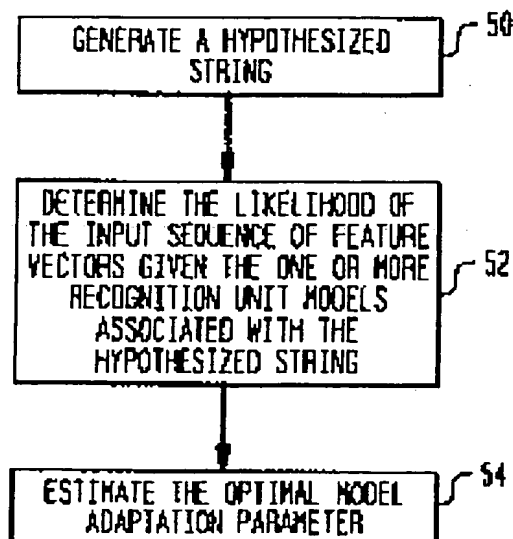 GENERATE A HYPOTHESIZED
STRING
50
DETERMINE THE LIKELIHOOD OF
THE INPUT SEQUENCE OF FEATURE
VECTORS GIVEN THE ONE OR MORE
RECOGNITION UNIT MODELS
ASSOCIATED WITH THE
HYPOTHESIZED STRING
52
ESTIMATE THE OPTIMAL MODEL
ADAPTATION PARAMETER
54